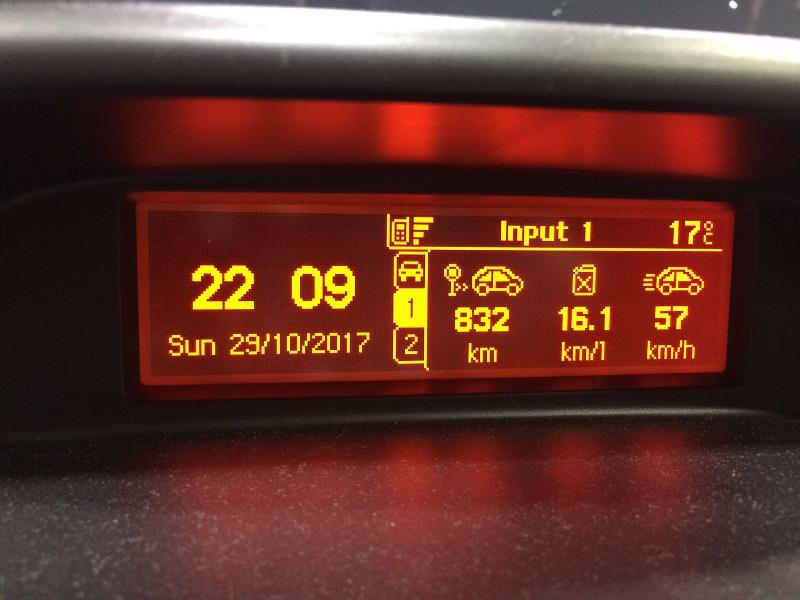 Input 1 17°C
22 09
Sun 29/10/2017
1
2
832 16.1 57
km km/l km/h